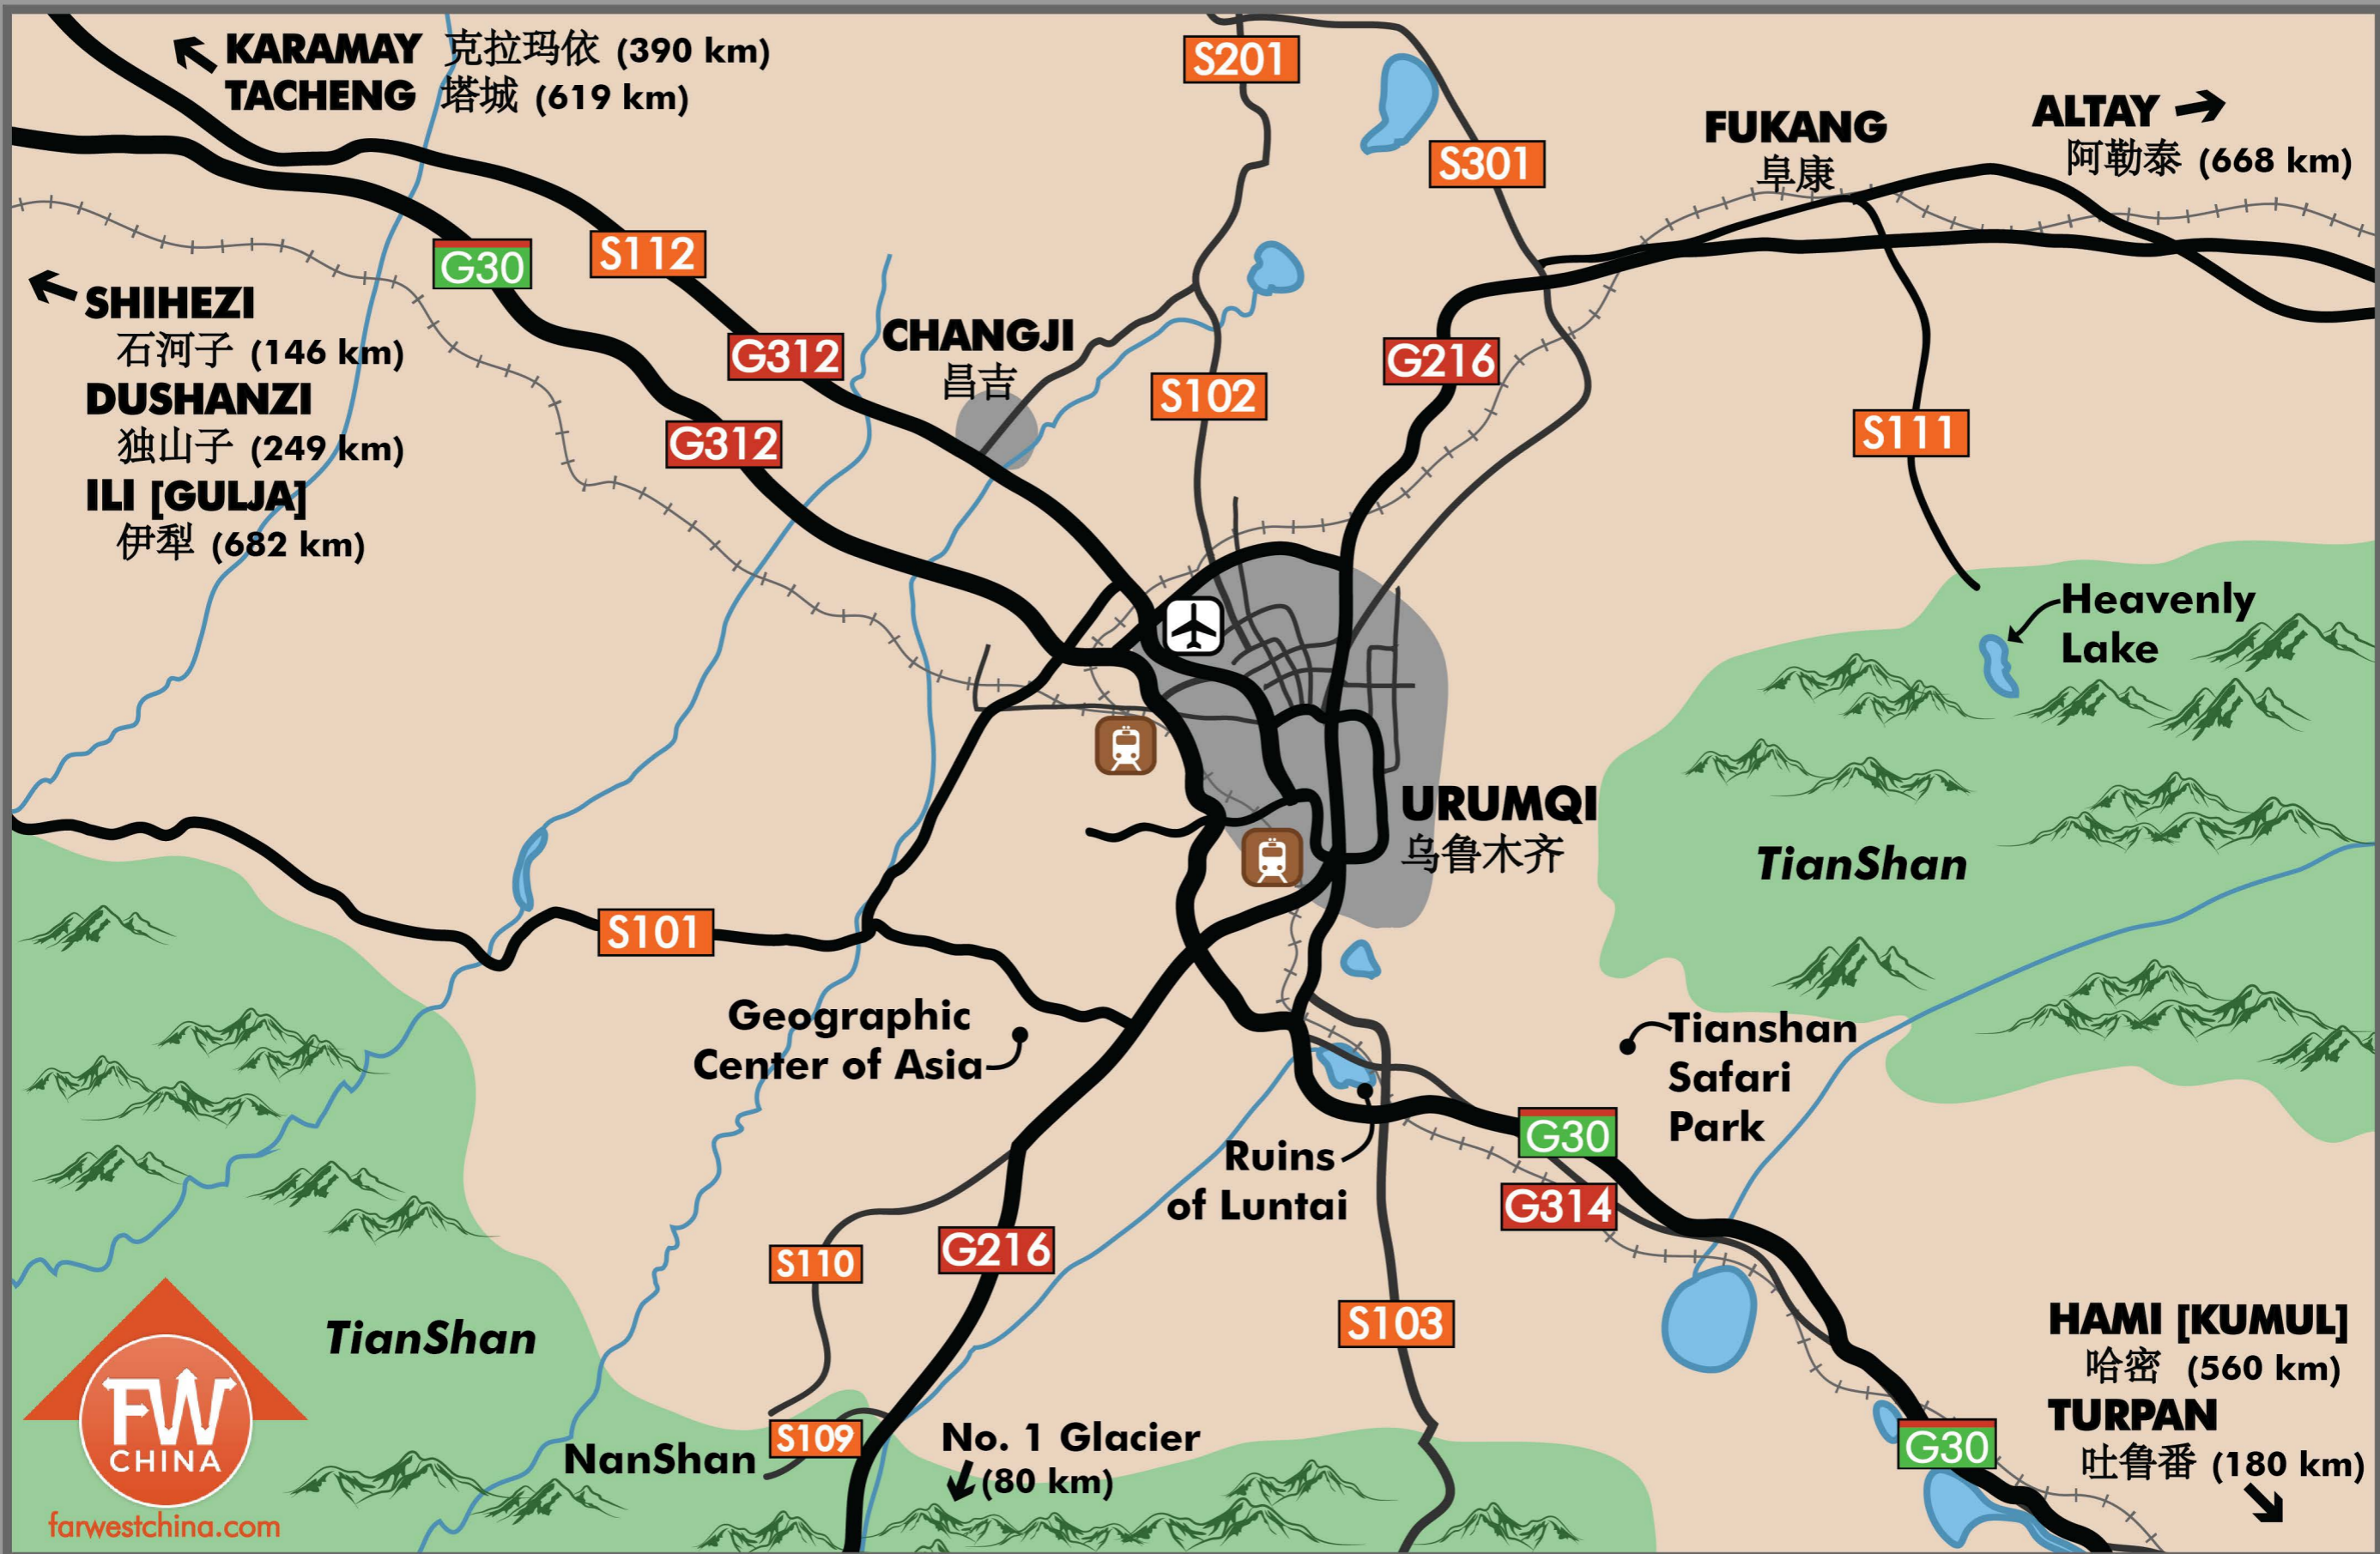 KARAMAY 克拉玛依 (390 km)
TACHENG 塔城 (619 km)
S201
S301
FUKANG
阜康
ALTAY
阿勒泰 (668 km)
G30
S112
SHIHEZI
石河子 (146 km)
DUSHANZI
独山子 (249 km)
ILI [GULJA]
伊犁 (682 km)
G312
G312
CHANGJI
昌吉
S102
G216
S111
Heavenly
Lake
URUMQI
乌鲁木齐
TianShan
S101
Geographic
Center of Asia
Tianshan
Safari
Park
Ruins
of Luntai
G30
G314
S110
G216
S103
TianShan
HAMI [KUMUL]
哈密 (560 km)
TURPAN
吐鲁番 (180 km)
G30
NanShan
S109
No. 1 Glacier
(80 km)
FW
CHINA
farwestchina.com